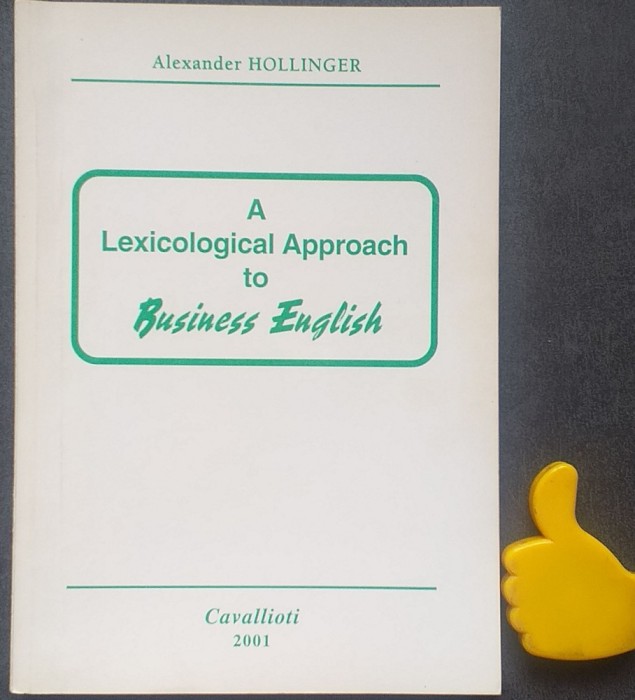 Alexander HOLLINGER
A
Lexicological Approach
to
Business English
Cavallioti
2001